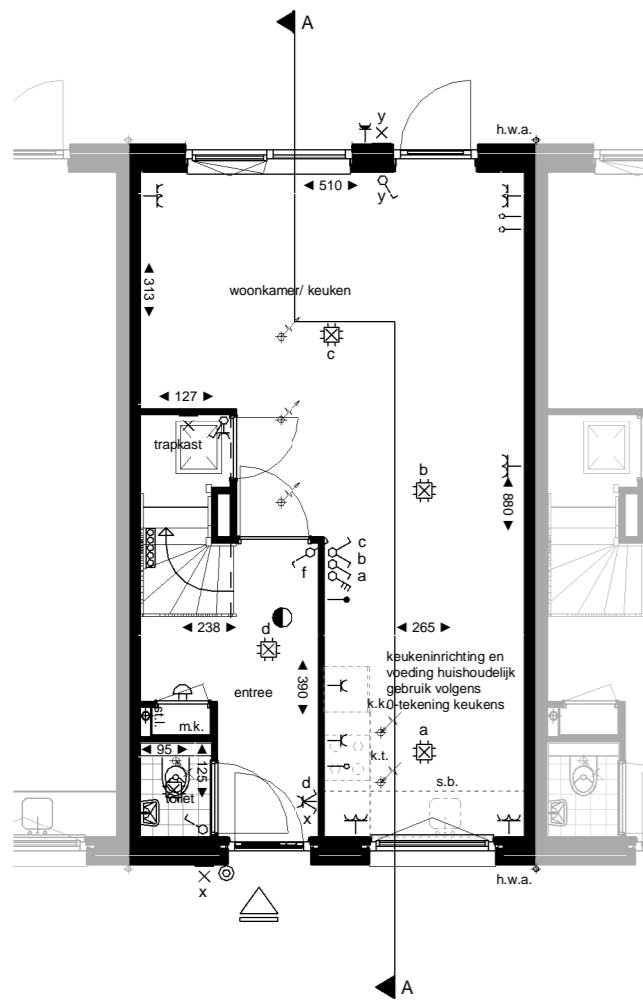 A
y
h.w.a.
510
y
313
woonkamer/ keuken
c
127
trapkast
b
880
c
b
a
f
238
d
265
keukeninrichting en
voeding huishoudelijk
gebruik volgens
0-tekening keukens
390
entree
k.k.
st.l.
m.k.
a
95
125
k.t.
s.b.
toilet
d
x
x
h.w.a.
A